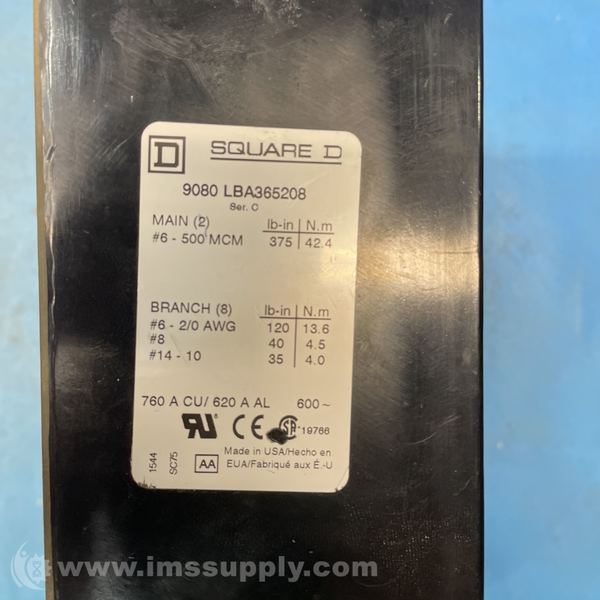 D SQUARE D
9080 LBA365208
Ser. C
MAIN (2) lb-in N.m
#6 - 500 MCM 375 42.4
BRANCH (8) lb-in N.m
#6 - 2/0 AWG 120 13.6
#8 40 4.5
#14 - 10 35 4.0
760 A CU/ 620 A AL 600 ~
CE SA 19766
1544
SC75
AA
Made in USA/Hecho en
EUA/Fabriqué aux É.-U
www.imssupply.com